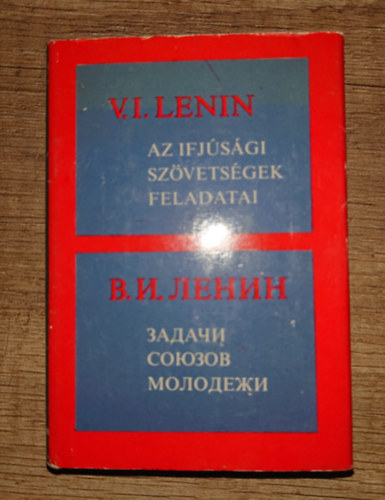 V. I. LENIN
AZ IFJÚSÁGI
SZÖVETSÉGEK
FELADATAI
В. И. ЛЕНИН
ЗАДАЧИ
СОЮЗОВ
МОЛОДЕЖИ